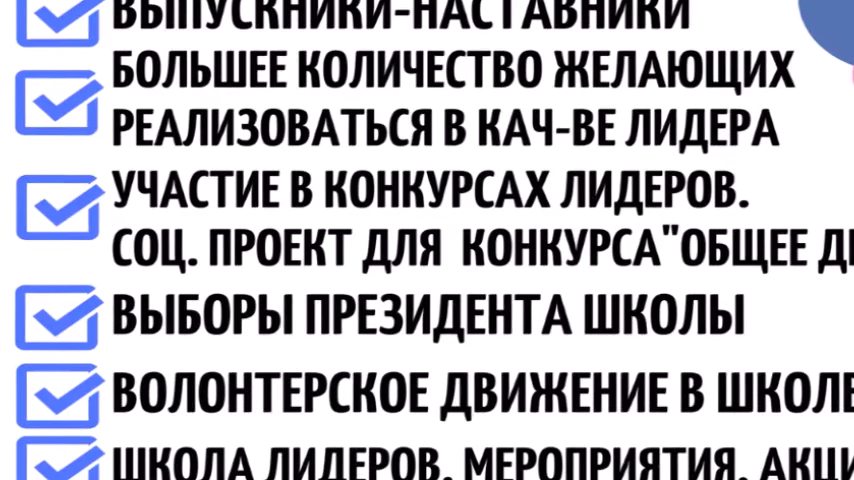 ВЫПУСКНИКИ-НАСТАВНИКИ
БОЛЬШЕЕ КОЛИЧЕСТВО ЖЕЛАЮЩИХ
РЕАЛИЗОВАТЬСЯ В КАЧ-ВЕ ЛИДЕРА
УЧАСТИЕ В КОНКУРСАХ ЛИДЕРОВ.
СОЦ. ПРОЕКТ ДЛЯ КОНКУРСА"ОБЩЕЕ
ВЫБОРЫ ПРЕЗИДЕНТА ШКОЛЫ
ВОЛОНТЕРСКОЕ ДВИЖЕНИЕ В ШКОЛЕ
ШКОЛА ЛИДЕРОВ. МЕРОПРИЯТИЯ.